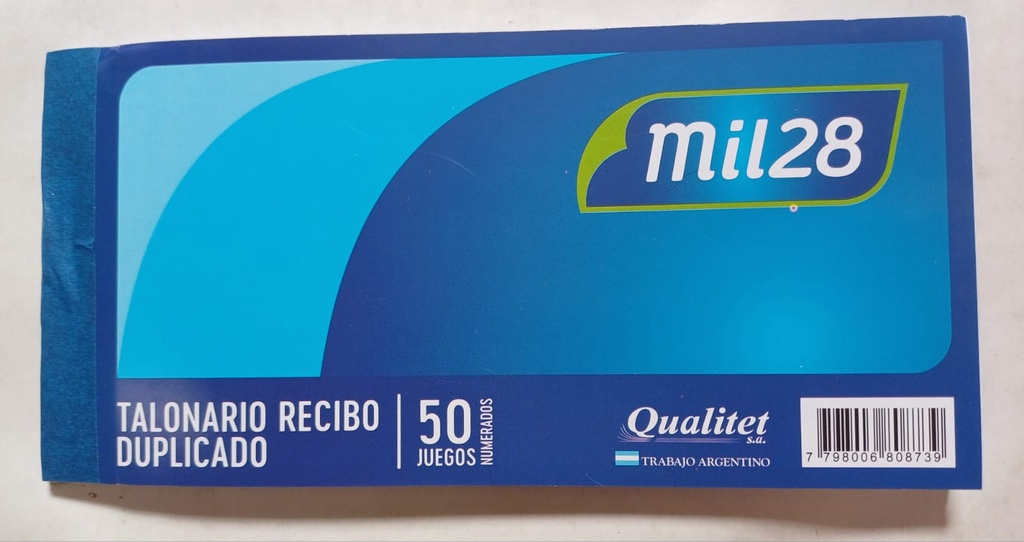 mil28
TALONARIO RECIBO
DUPLICADO
50
JUEGOS
NUMERADOS
Qualitet
s.a.
TRABAJO ARGENTINO
7 798006 808739